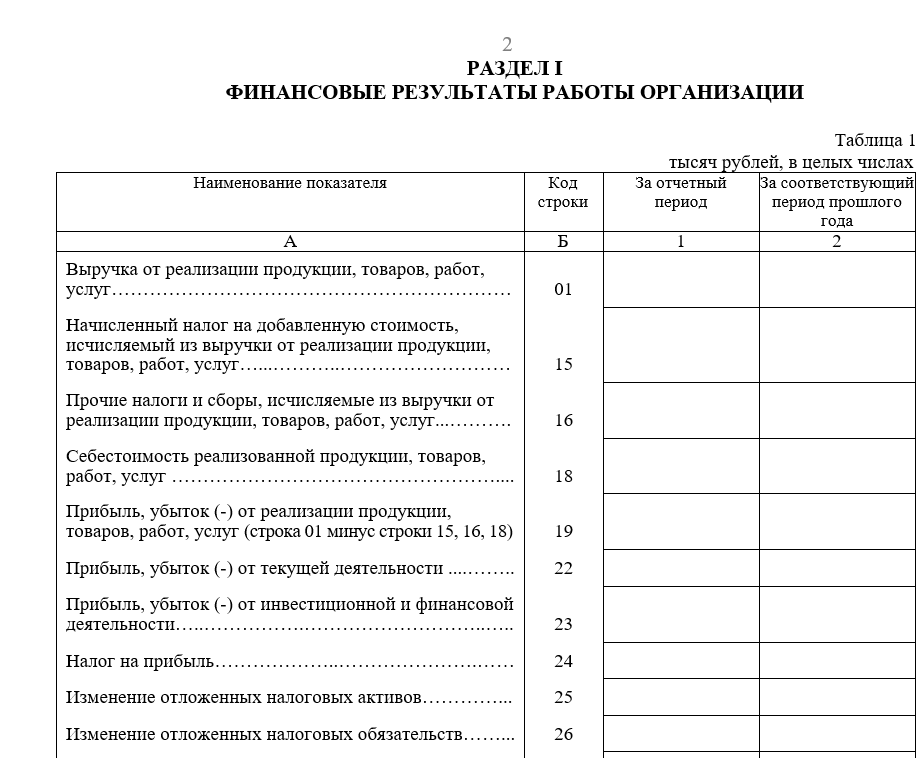 2
РАЗДЕЛ I
ФИНАНСОВЫЕ РЕЗУЛЬТАТЫ РАБОТЫ ОРГАНИЗАЦИИ
Таблица 1
тысяч рублей, в целых числах
Наименование показателя Код строки За отчетный период За соответствующий период прошлого года
А Б 1 2
Выручка от реализации продукции, товаров, работ,
услуг……………………………………………………… 01
Начисленный налог на добавленную стоимость,
исчисляемый из выручки от реализации продукции,
товаров, работ, услуг…...………..……………………… 15
Прочие налоги и сборы, исчисляемые из выручки от
реализации продукции, товаров, работ, услуг...………. 16
Себестоимость реализованной продукции, товаров,
работ, услуг …………………………………………….... 18
Прибыль, убыток (-) от реализации продукции,
товаров, работ, услуг (строка 01 минус строки 15, 16, 18) 19
Прибыль, убыток (-) от текущей деятельности ....…….. 22
Прибыль, убыток (-) от инвестиционной и финансовой
деятельности…..…………….………………………..….. 23
Налог на прибыль………………..………………….…… 24
Изменение отложенных налоговых активов…………... 25
Изменение отложенных налоговых обязательств……... 26